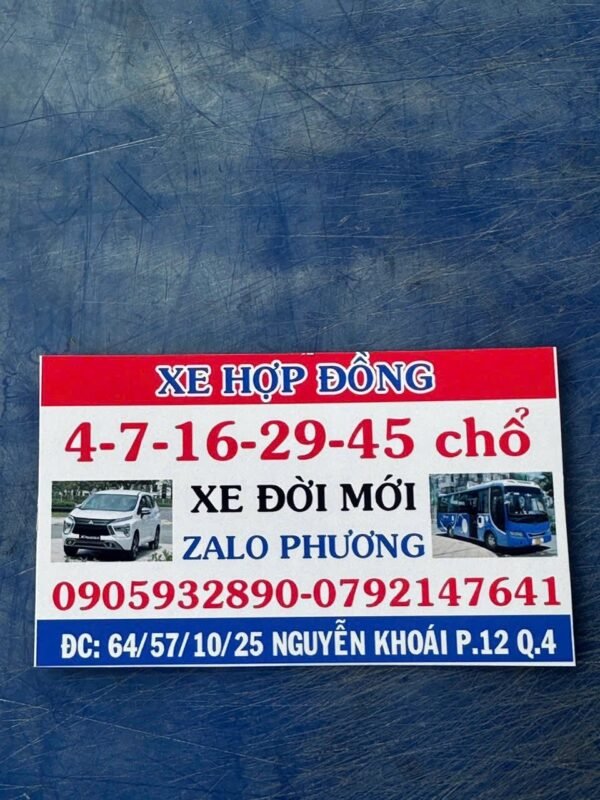 XE HỢP ĐỒNG
4-7-16-29-45 chổ
XE ĐỜI MỚI
ZALO PHƯƠNG
0905932890-0792147641
ĐC: 64/57/10/25 NGUYỄN KHOÁI P.12 Q.4